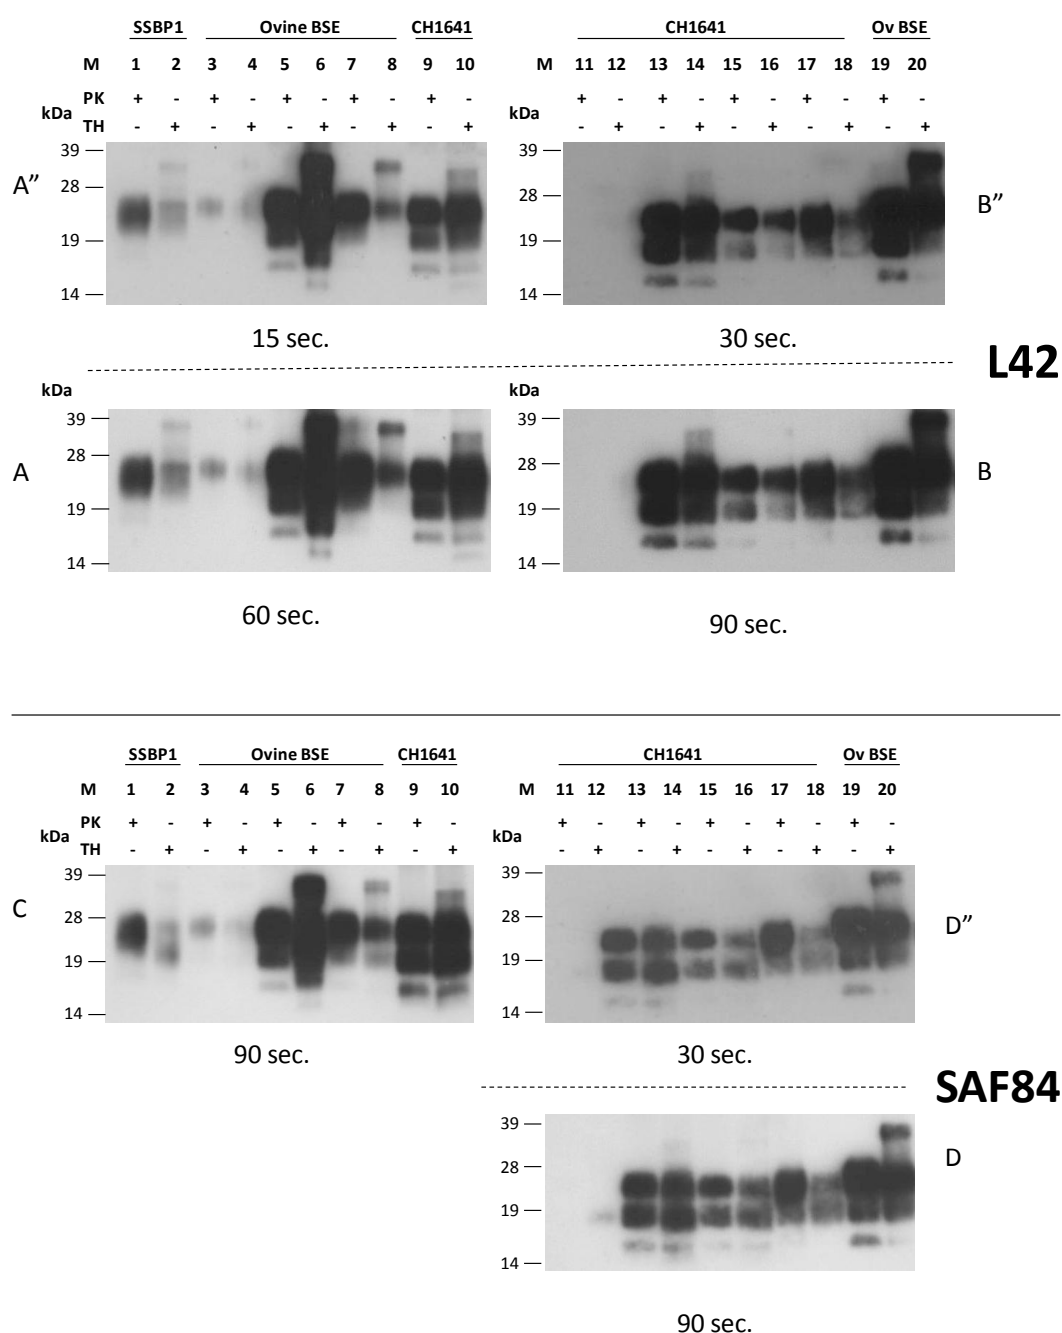 SSBP1 Ovine BSE CH1641 CH1641 Ov BSE
M 1 2 3 4 5 6 7 8 9 10 M 11 12 13 14 15 16 17 18 19 20
PK + - + - + - + - + - + - + - + - + - + -
kDa kDa
TH - + - + - + - + - + - + - + - + - + - +
39 39
A” 28 28 B”
19 19
14 14
15 sec. 30 sec.
L42
kDa kDa
39 39
A 28 28 B
19 19
14 14
60 sec. 90 sec.
SSBP1 Ovine BSE CH1641 CH1641 Ov BSE
M 1 2 3 4 5 6 7 8 9 10 M 11 12 13 14 15 16 17 18 19 20
PK + - + - + - + - + - + - + - + - + - + -
kDa
TH - + - + - + - + - + - + - + - + - + - +
39 39
C 28 28 D”
19 19
14 14
90 sec. 30 sec.
SAF84
39
28 D
19
14
90 sec.